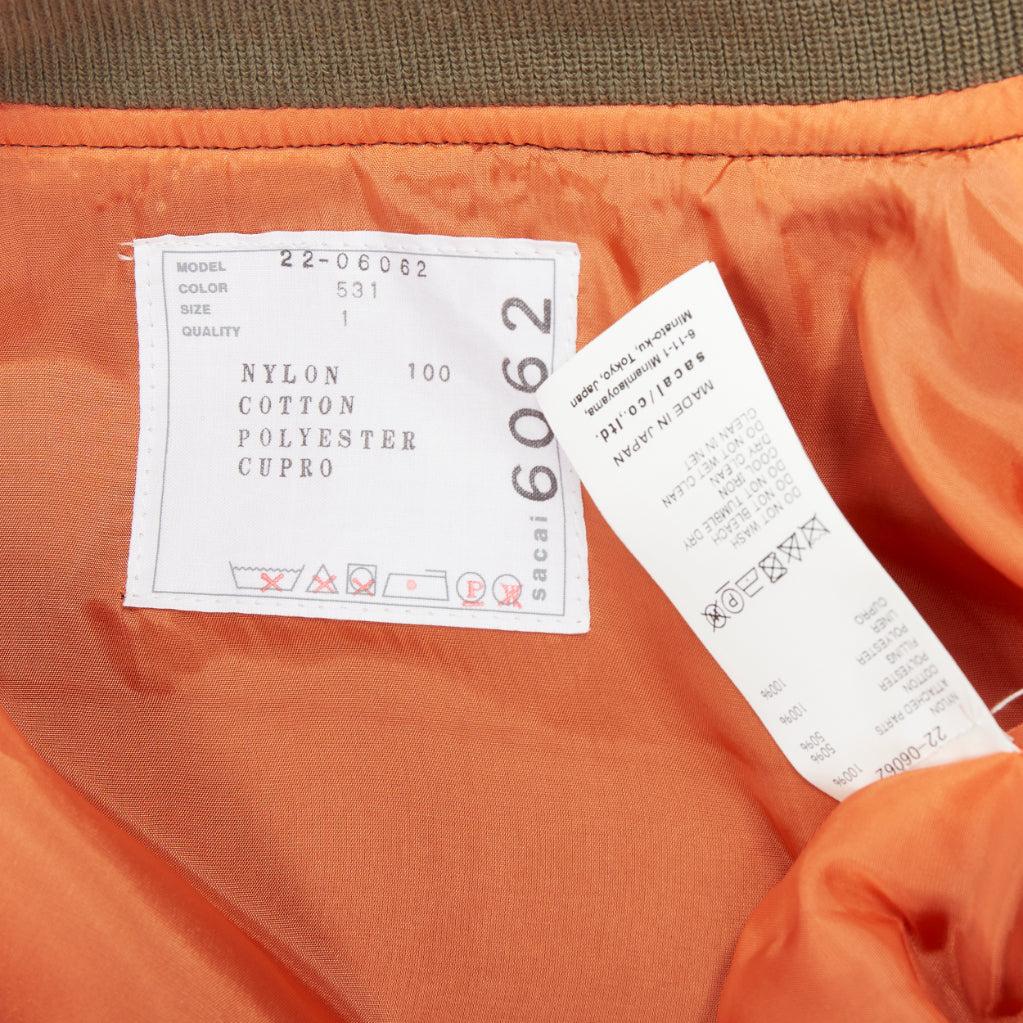 MODEL 22-06062
COLOR 531
SIZE 1
QUALITY
NYLON 100
COTTON
POLYESTER
CUPRO
P
W
sacai 6062
22-06062
NYLON 100%
ATTACHED PARTS
COTTON 50%
POLYESTER 50%
FILLING
POLYESTER 100%
LINER
CUPRO 100%
P
W
DO NOT WASH
DO NOT BLEACH
DO NOT TUMBLE DRY
COOL IRON
DRY CLEAN
DO NOT WET CLEAN
CLEAN IN NET
MADE IN JAPAN
sacai/co.,ltd.
6-11-1 Minamiaoyama,
Minato-ku, Tokyo, Japan